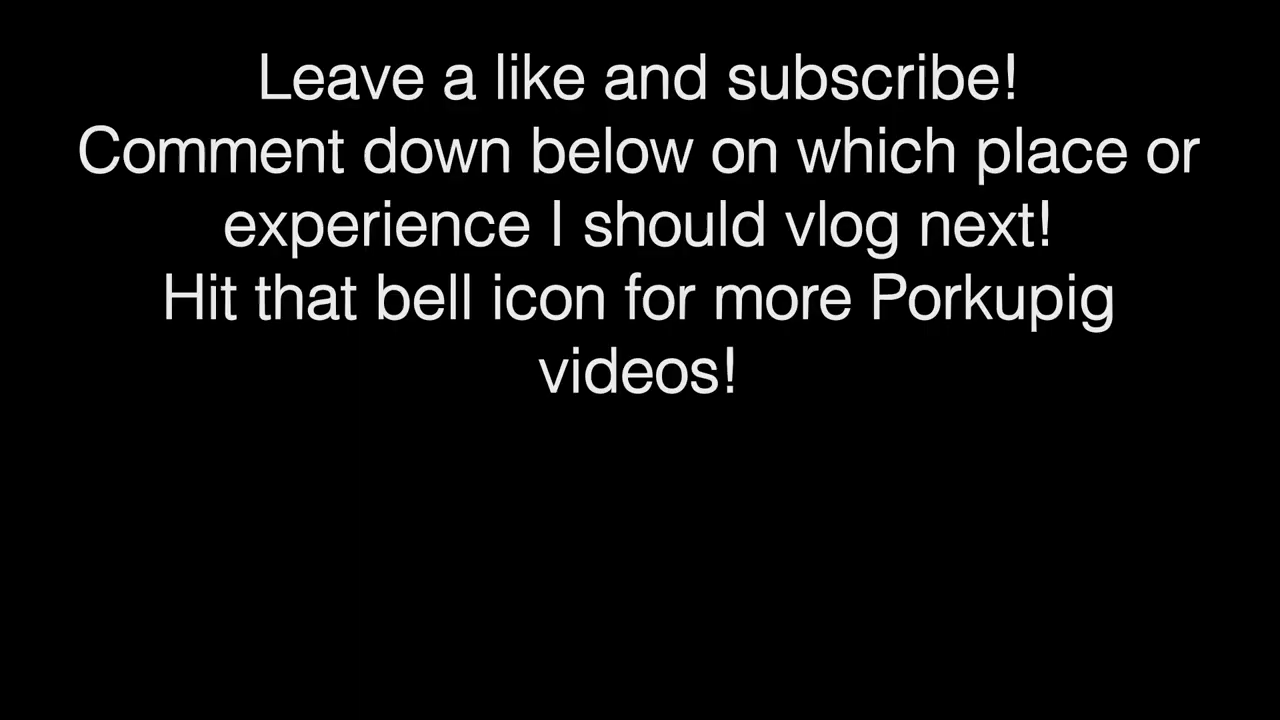 Leave a like and subscribe!
Comment down below on which place or
experience I should vlog next!
Hit that bell icon for more Porkupig
videos!